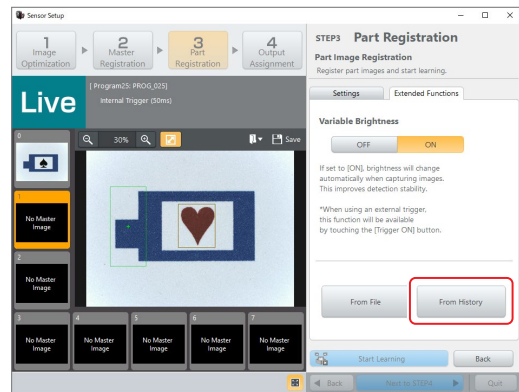 Sensor Setup
1
Image
Optimization
2
Master
Registration
3
Part
Registration
4
Output
Assignment
Live
[ Program25: PROG_025]
Internal Trigger (50ms)
0
30%
Save
1
No Master
Image
2
No Master
Image
3
No Master
Image
4
No Master
Image
5
No Master
Image
6
No Master
Image
7
No Master
Image
STEP3 Part Registration
Part Image Registration
Register part images and start learning.
Settings
Extended Functions
Variable Brightness
OFF
ON
If set to [ON], brightness will change
automatically when capturing images.
This improves detection stability.
*When using an external trigger,
this function will be available
by touching the [Trigger ON] button.
From File
From History
Start Learning
Back
Back
Next to STEP4
Quit